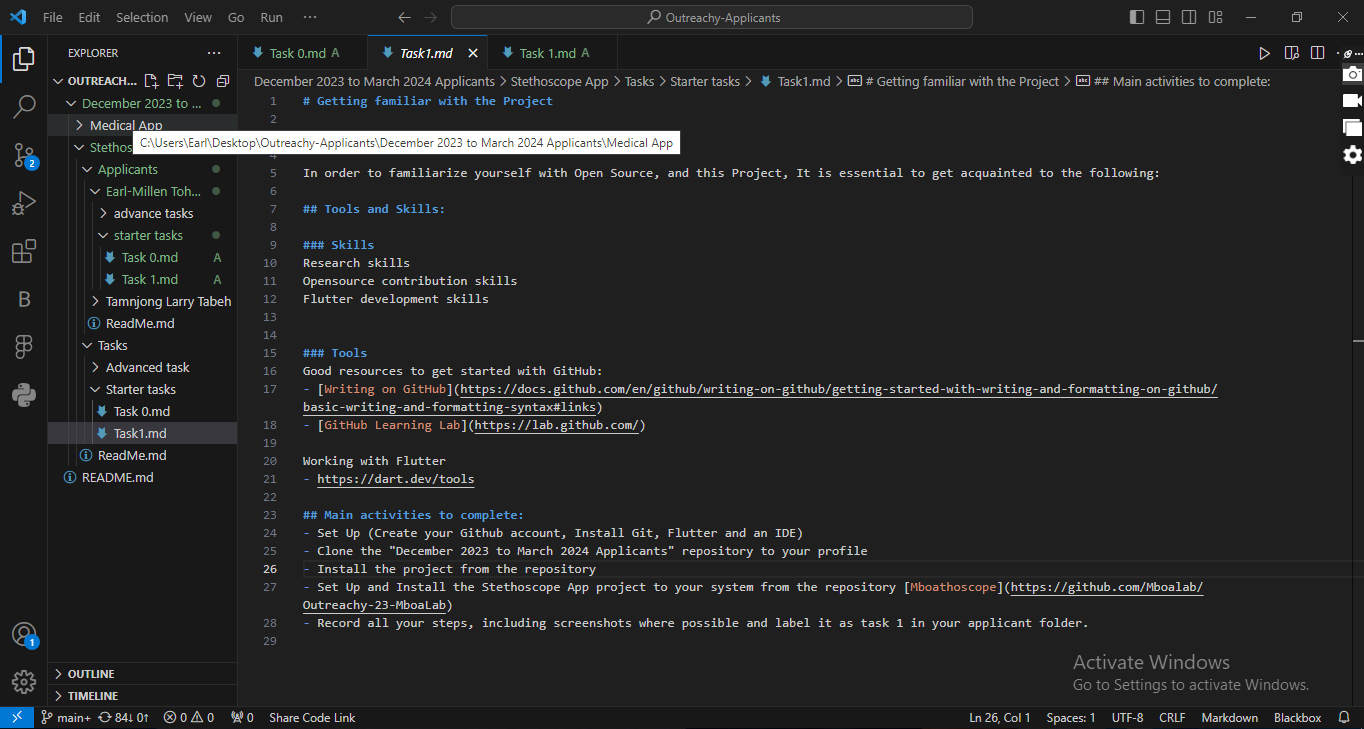 File Edit Selection View Go Run ··· Outreachy-Applicants
EXPLORER ···
OUTREACH...
December 2023 to ...
Medical App
Stethos
Applicants
Earl-Millen Toh...
advance tasks
starter tasks
Task 0.md A
Task 1.md A
Tamnjong Larry Tabeh
ReadMe.md
Tasks
Advanced task
Starter tasks
Task 0.md
Task1.md
ReadMe.md
README.md
OUTLINE
TIMELINE
2
B
1
Task 0.md A Task1.md Task 1.md A
December 2023 to March 2024 Applicants > Stethoscope App > Tasks > Starter tasks > Task1.md > # Getting familiar with the Project > ## Main activities to complete:
1 # Getting familiar with the Project
2
C:\Users\Earl\Desktop\Outreachy-Applicants\December 2023 to March 2024 Applicants\Medical App
4
5 In order to familiarize yourself with Open Source, and this Project, It is essential to get acquainted to the following:
6
7 ## Tools and Skills:
8
9 ### Skills
10 Research skills
11 Opensource contribution skills
12 Flutter development skills
13
14
15 ### Tools
16 Good resources to get started with GitHub:
17 - [Writing on GitHub](https://docs.github.com/en/github/writing-on-github/getting-started-with-writing-and-formatting-on-github/
basic-writing-and-formatting-syntax#links)
18 - [GitHub Learning Lab](https://lab.github.com/)
19
20 Working with Flutter
21 - https://dart.dev/tools
22
23 ## Main activities to complete:
24 - Set Up (Create your Github account, Install Git, Flutter and an IDE)
25 - Clone the "December 2023 to March 2024 Applicants" repository to your profile
26 - Install the project from the repository
27 - Set Up and Install the Stethoscope App project to your system from the repository [Mboathoscope](https://github.com/Mboalab/
Outreachy-23-MboaLab)
28 - Record all your steps, including screenshots where possible and label it as task 1 in your applicant folder.
29
Activate Windows
Go to Settings to activate Windows.
main+ 84↓ 0↑ 0 0 0 Share Code Link Ln 26, Col 1 Spaces: 1 UTF-8 CRLF Markdown Blackbox